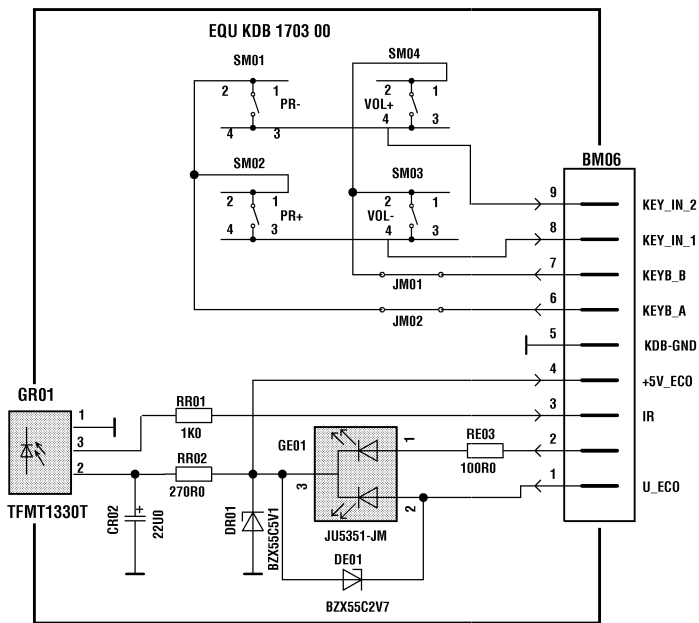 EQU KDB 1703 00
SM01
SM04
2 1
PR-
4 3
2 1
VOL+
4 3
SM02
SM03
2 1
PR+
4 3
2 1
VOL-
4 3
BM06
9 KEY_IN_2
8 KEY_IN_1
7 KEYB_B
JM01
6 KEYB_A
JM02
5 KDB-GND
4 +5V_ECO
3 IR
2
1 U_ECO
GR01
1
3
2
TFMT1330T
RR01
1K0
RR02
270R0
CR02
+
22U0
DR01
BZX55C5V1
GE01
1
3
2
JU5351-JM
RE03
100R0
DE01
BZX55C2V7